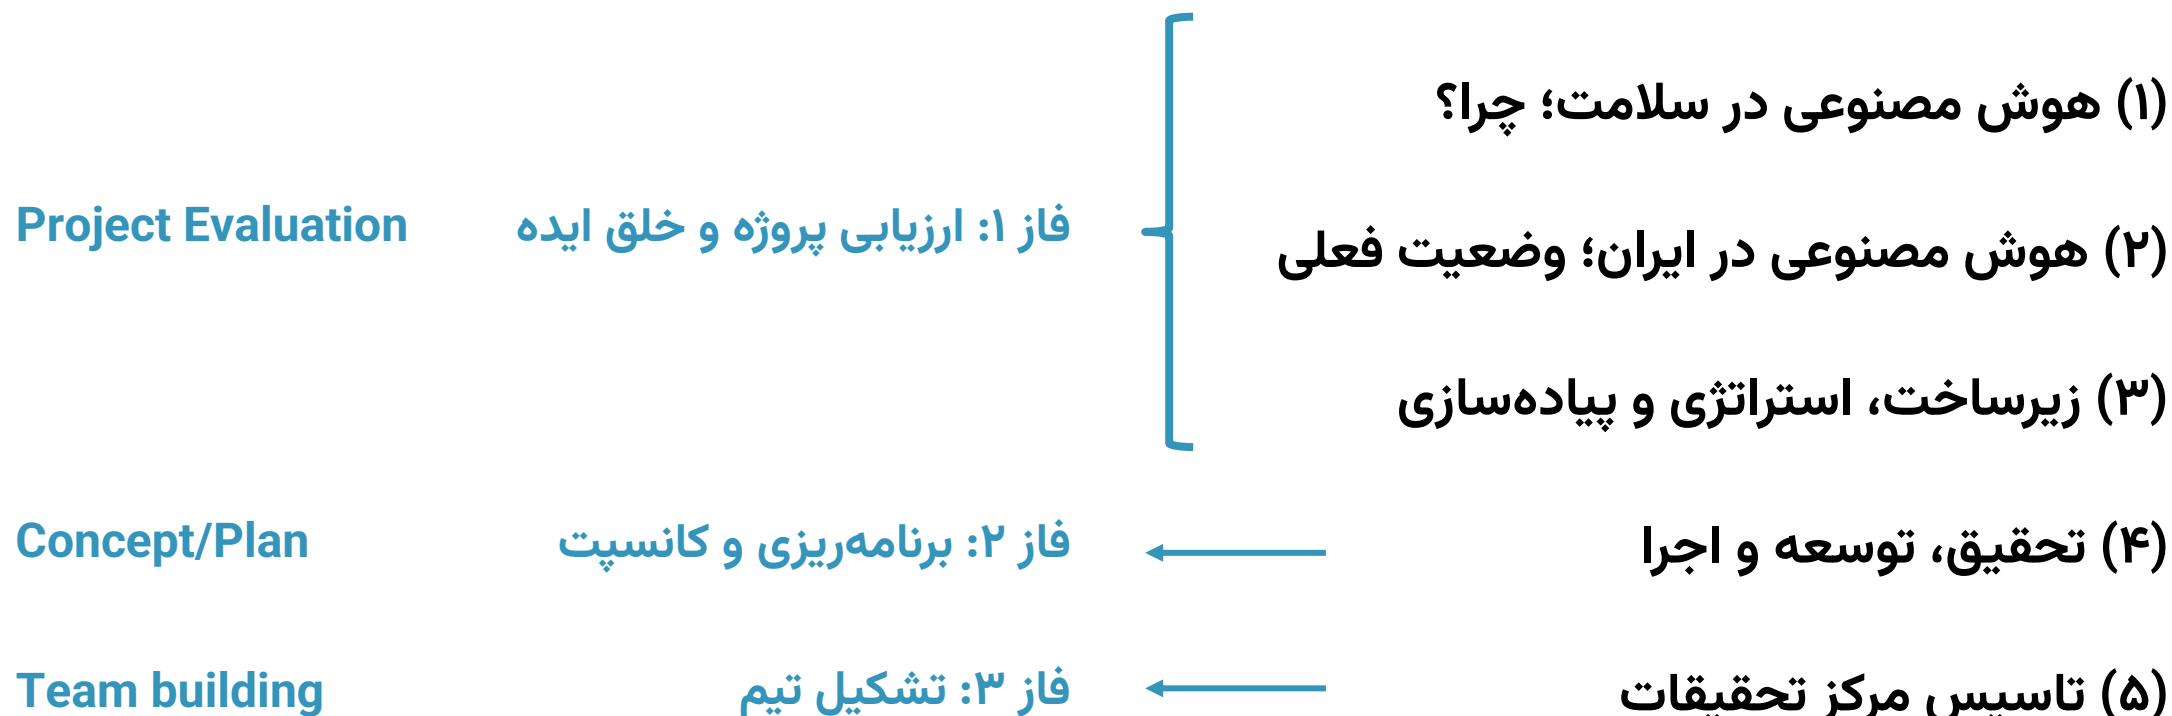 (۱) هوش مصنوعی در سلامت؛ چرا؟
(۲) هوش مصنوعی در ایران؛ وضعیت فعلی
(۳) زیرساخت، استراتژی و پیاده‌سازی
فاز ۱: ارزیابی پروژه و خلق ایده
Project Evaluation
(۴) تحقیق، توسعه و اجرا
فاز ۲: برنامه‌ریزی و کانسپت
Concept/Plan
(۵) تاسیس مرکز تحقیقات
فاز ۳: تشکیل تیم
Team building